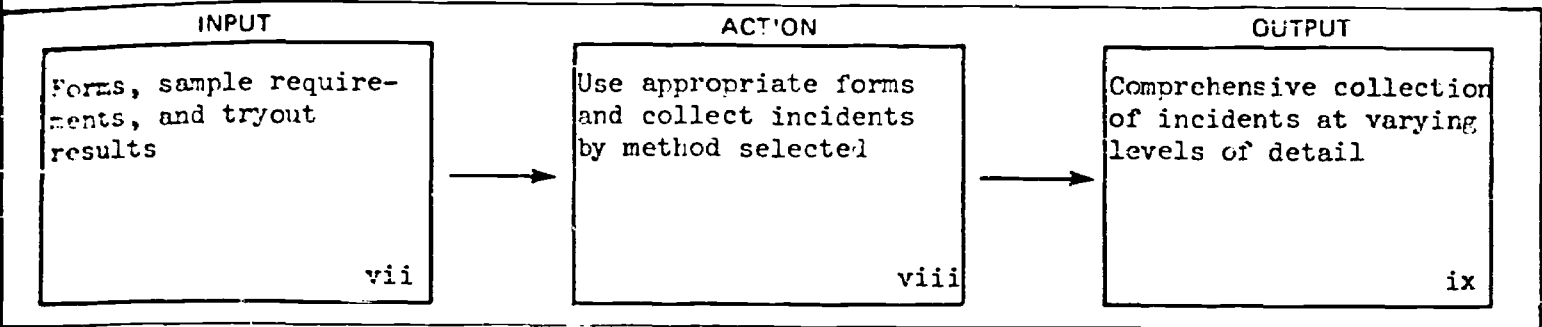 INPUT
Forms, sample require-
ments, and tryout
results
vii
ACTION
Use appropriate forms
and collect incidents
by method selected
viii
OUTPUT
Comprehensive collection
of incidents at varying
levels of detail
ix